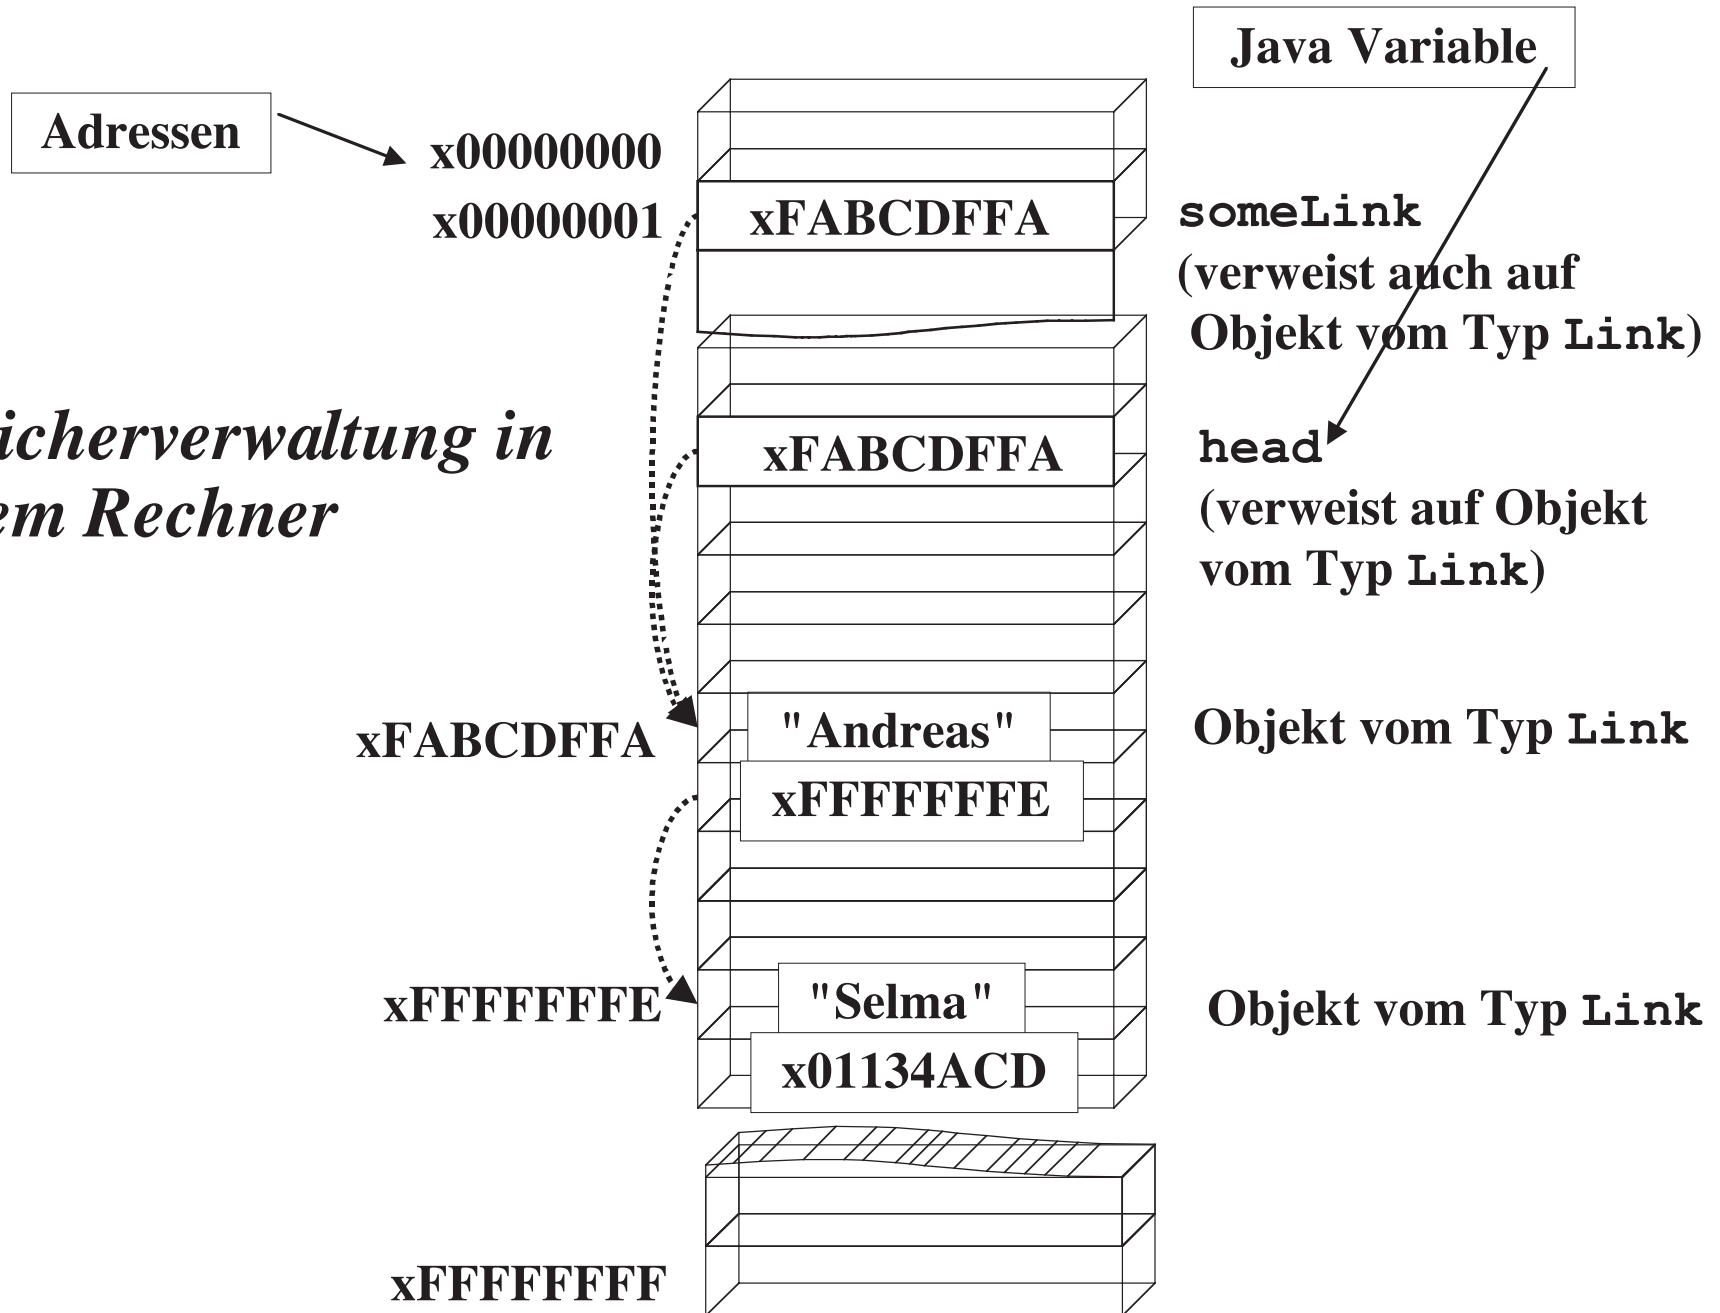 Java Variable
Adressen
x00000000
x00000001
xFABCDFFA
someLink
(verweist auch auf
Objekt vom Typ Link)
icherverwaltung in
em Rechner
xFABCDFFA
head
(verweist auf Objekt
vom Typ Link)
xFABCDFFA
"Andreas"
Objekt vom Typ Link
xFFFFFFFE
xFFFFFFFE
"Selma"
Objekt vom Typ Link
x01134ACD
xFFFFFFFF